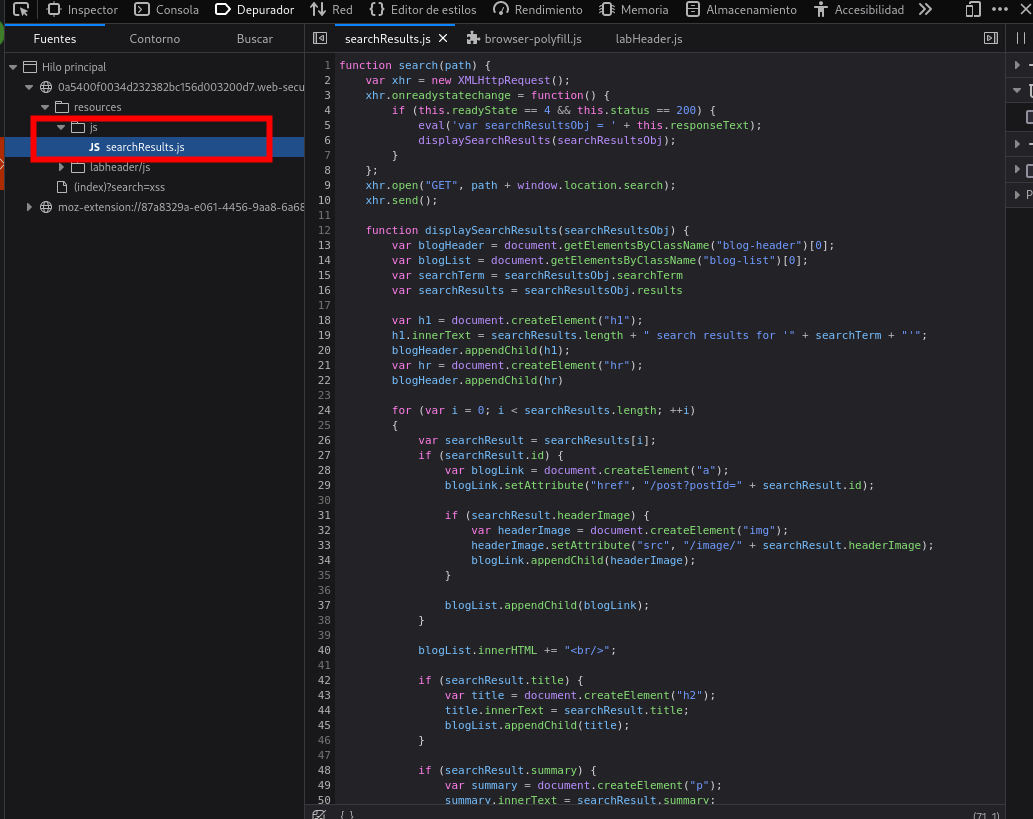 Inspector Consola Depurador Red Editor de estilos Rendimiento Memoria Almacenamiento Accesibilidad
Fuentes Contorno Buscar
searchResults.js browser-polyfill.js labHeader.js
Hilo principal
0a5400f0034d232382bc156d003200d7.web-secu
resources
js
JS searchResults.js
labheader/js
(index)?search=xss
moz-extension://87a8329a-e061-4456-9aa8-6a68
1 function search(path) {
2 var xhr = new XMLHttpRequest();
3 xhr.onreadystatechange = function() {
4 if (this.readyState == 4 && this.status == 200) {
5 eval('var searchResultsObj = ' + this.responseText);
6 displaySearchResults(searchResultsObj);
7 }
8 };
9 xhr.open("GET", path + window.location.search);
10 xhr.send();
11
12 function displaySearchResults(searchResultsObj) {
13 var blogHeader = document.getElementsByClassName("blog-header")[0];
14 var blogList = document.getElementsByClassName("blog-list")[0];
15 var searchTerm = searchResultsObj.searchTerm
16 var searchResults = searchResultsObj.results
17
18 var h1 = document.createElement("h1");
19 h1.innerText = searchResults.length + " search results for '" + searchTerm + "'";
20 blogHeader.appendChild(h1);
21 var hr = document.createElement("hr");
22 blogHeader.appendChild(hr)
23
24 for (var i = 0; i < searchResults.length; ++i)
25 {
26 var searchResult = searchResults[i];
27 if (searchResult.id) {
28 var blogLink = document.createElement("a");
29 blogLink.setAttribute("href", "/post?postId=" + searchResult.id);
30
31 if (searchResult.headerImage) {
32 var headerImage = document.createElement("img");
33 headerImage.setAttribute("src", "/image/" + searchResult.headerImage);
34 blogLink.appendChild(headerImage);
35 }
36
37 blogList.appendChild(blogLink);
38 }
39
40 blogList.innerHTML += "<br/>";
41
42 if (searchResult.title) {
43 var title = document.createElement("h2");
44 title.innerText = searchResult.title;
45 blogList.appendChild(title);
46 }
47
48 if (searchResult.summary) {
49 var summary = document.createElement("p");
50 summary.innerText = searchResult.summary;
{ } (71, 1)
P